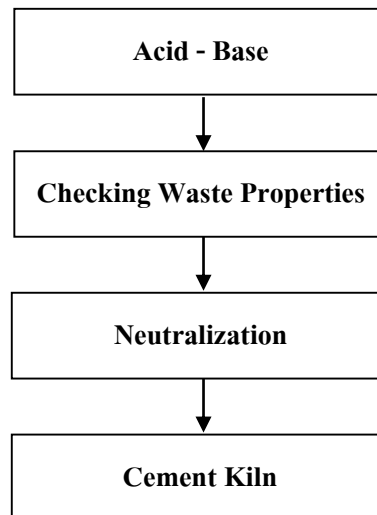 Acid - Base
Checking Waste Properties
Neutralization
Cement Kiln